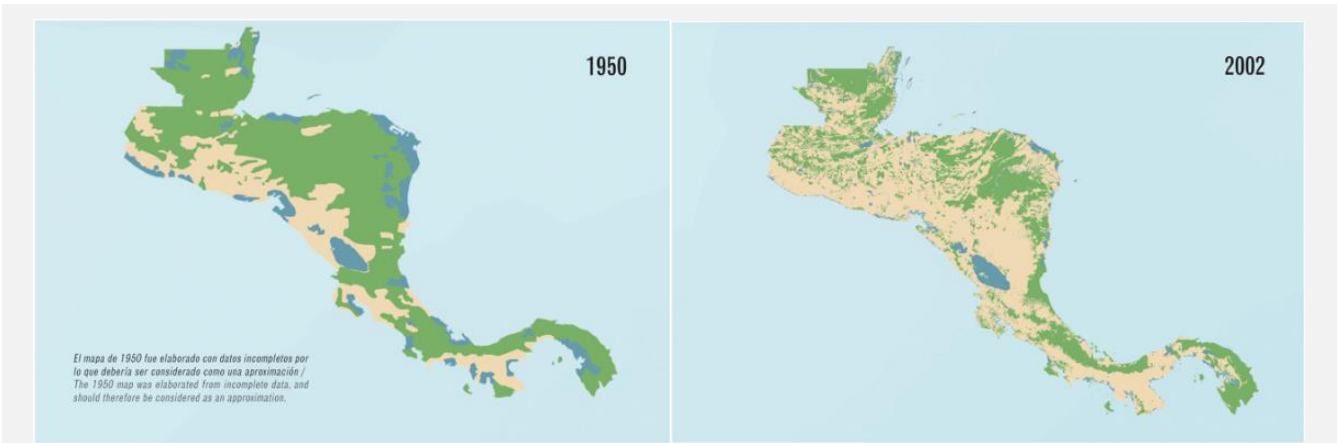 1950
2002
El mapa de 1950 fue elaborado con datos incompletos por
lo que debería ser considerado como una aproximación /
The 1950 map was elaborated from incomplete data, and
should therefore be considered as an approximation.